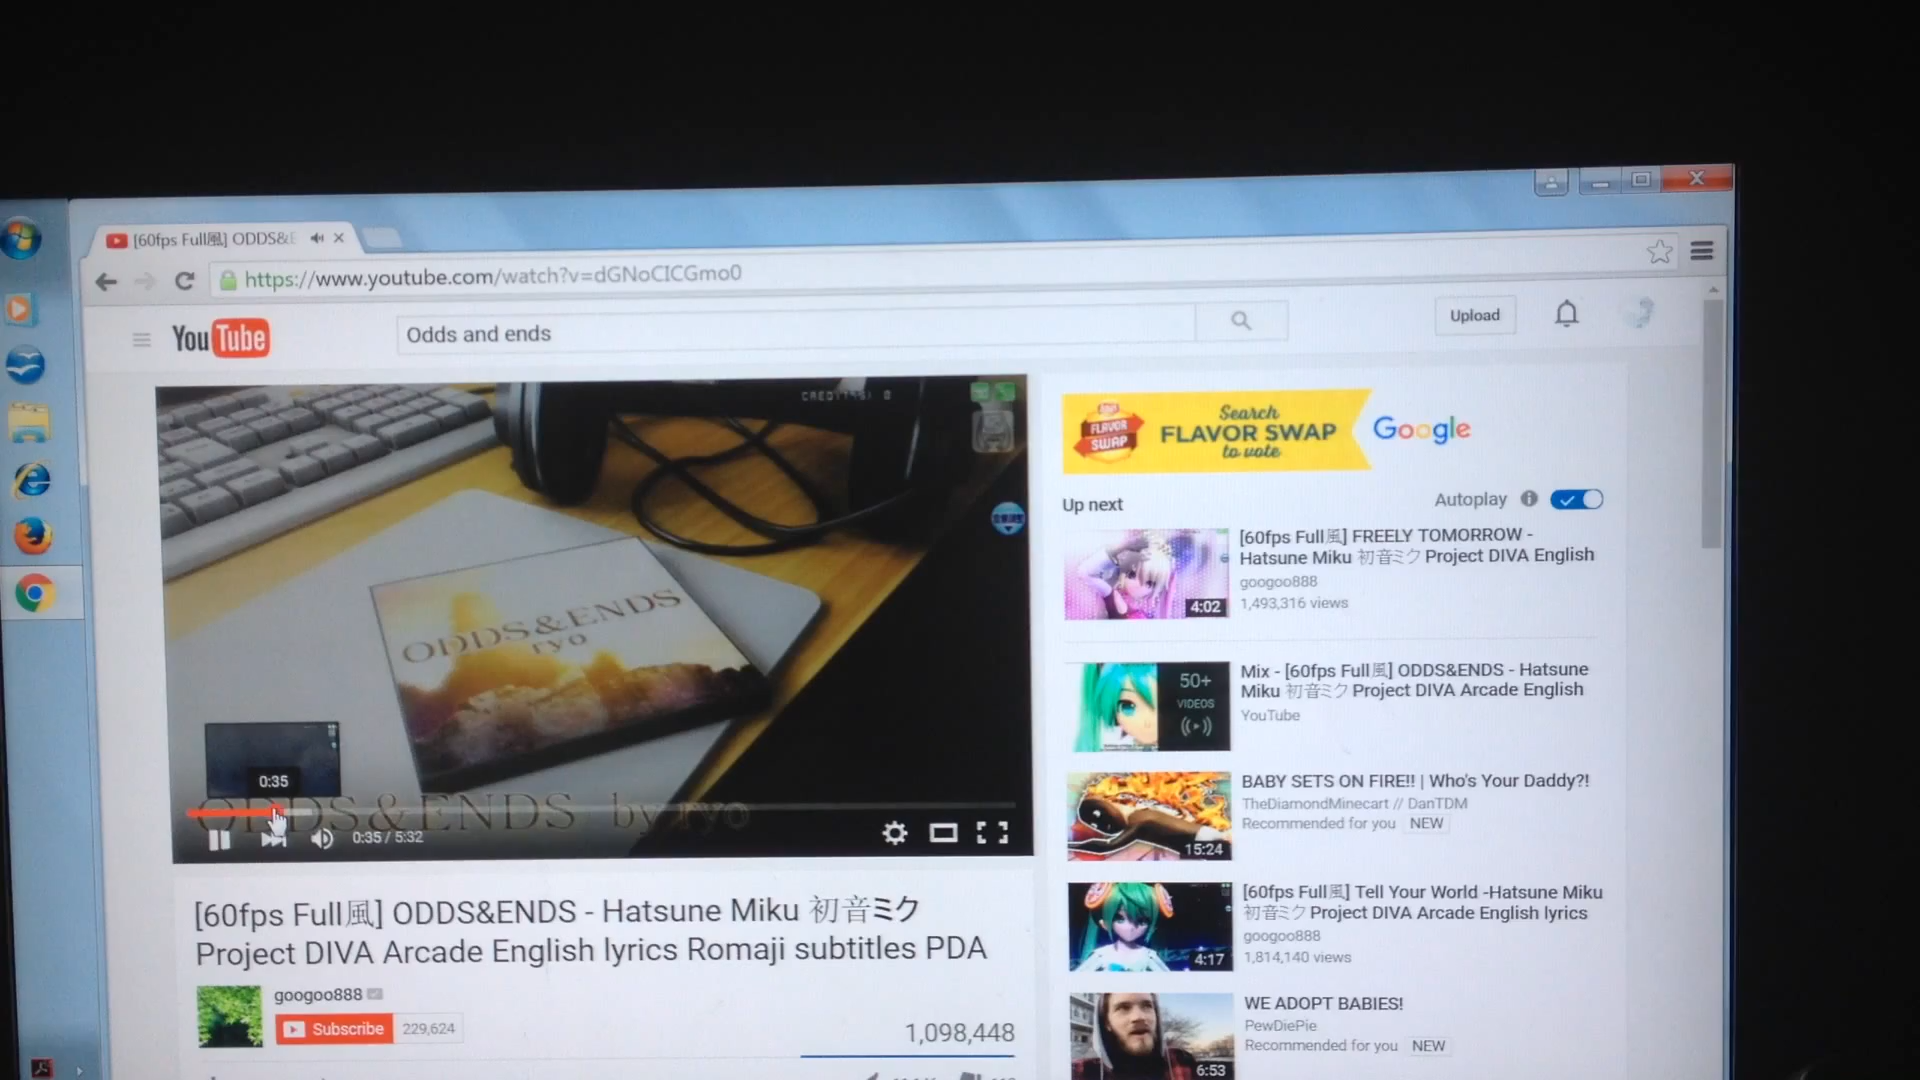 [60fps Full風] ODDS&E
https://www.youtube.com/watch?v=dGNoCICGmo0
YouTube
Odds and ends
Upload
CREDIT(S) 0
ODDS&ENDS
ryo
0:35
ODDS&ENDS by ryo
0:35 / 5:32
[60fps Full風] ODDS&ENDS - Hatsune Miku 初音ミク
Project DIVA Arcade English lyrics Romaji subtitles PDA
googoo888
Subscribe 229,624
1,098,448
FLAVOR
SWAP
Search
FLAVOR SWAP
to vote
Google
Up next
Autoplay
[60fps Full風] FREELY TOMORROW -
Hatsune Miku 初音ミク Project DIVA English
googoo888
1,493,316 views
4:02
50+
VIDEOS
Mix - [60fps Full風] ODDS&ENDS - Hatsune
Miku 初音ミク Project DIVA Arcade English
YouTube
BABY SETS ON FIRE!! | Who's Your Daddy?!
TheDiamondMinecart // DanTDM
Recommended for you NEW
15:24
[60fps Full風] Tell Your World -Hatsune Miku
初音ミク Project DIVA Arcade English lyrics
googoo888
1,814,140 views
4:17
WE ADOPT BABIES!
PewDiePie
Recommended for you NEW
6:53